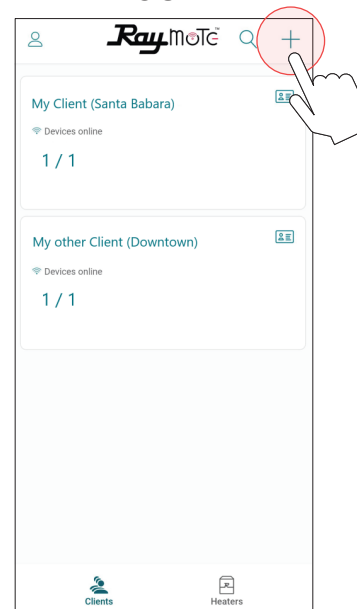 Raymote
My Client (Santa Babara)
Devices online
1 / 1
My other Client (Downtown)
Devices online
1 / 1
Clients
Heaters